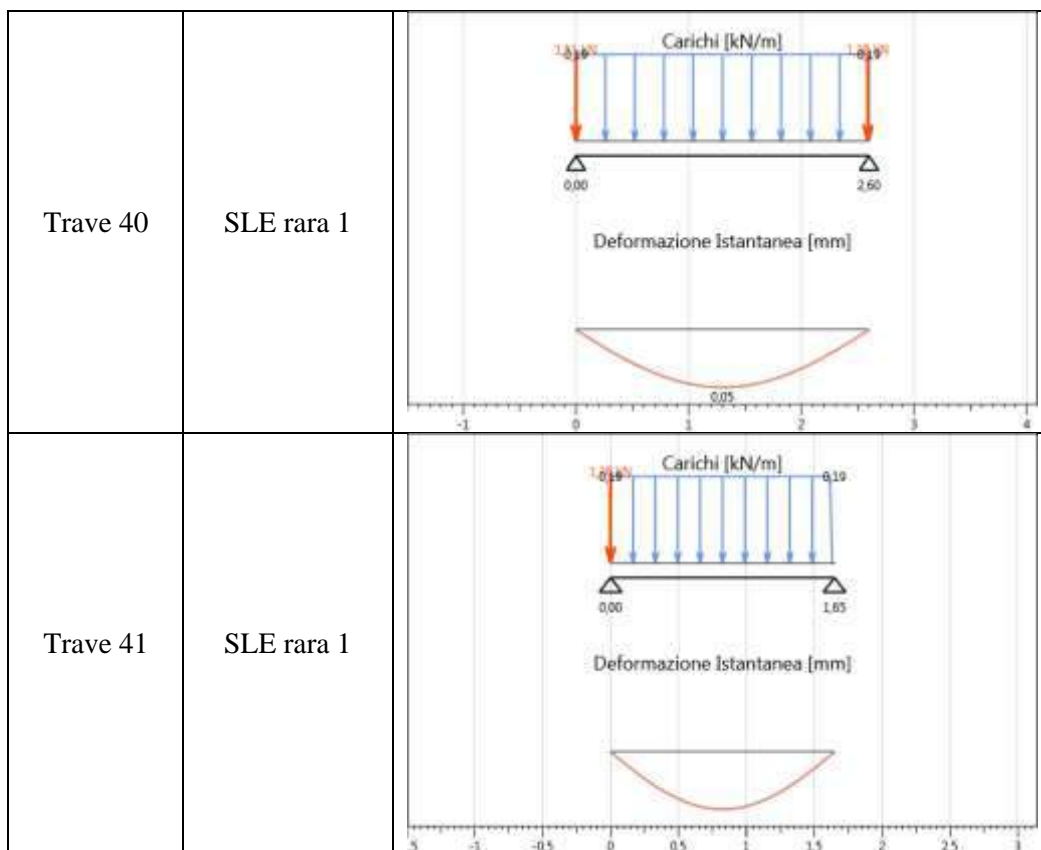 Trave 40
SLE rara 1
Carichi [kN/m]
0,19
0,19
0,00
2,60
Deformazione Istantanea [mm]
0,05
-1 0 1 2 3 4
Trave 41
SLE rara 1
Carichi [kN/m]
0,19
0,19
0,00
1,65
Deformazione Istantanea [mm]
-1 -0.5 0 0.5 1 1.5 2 2.5 3